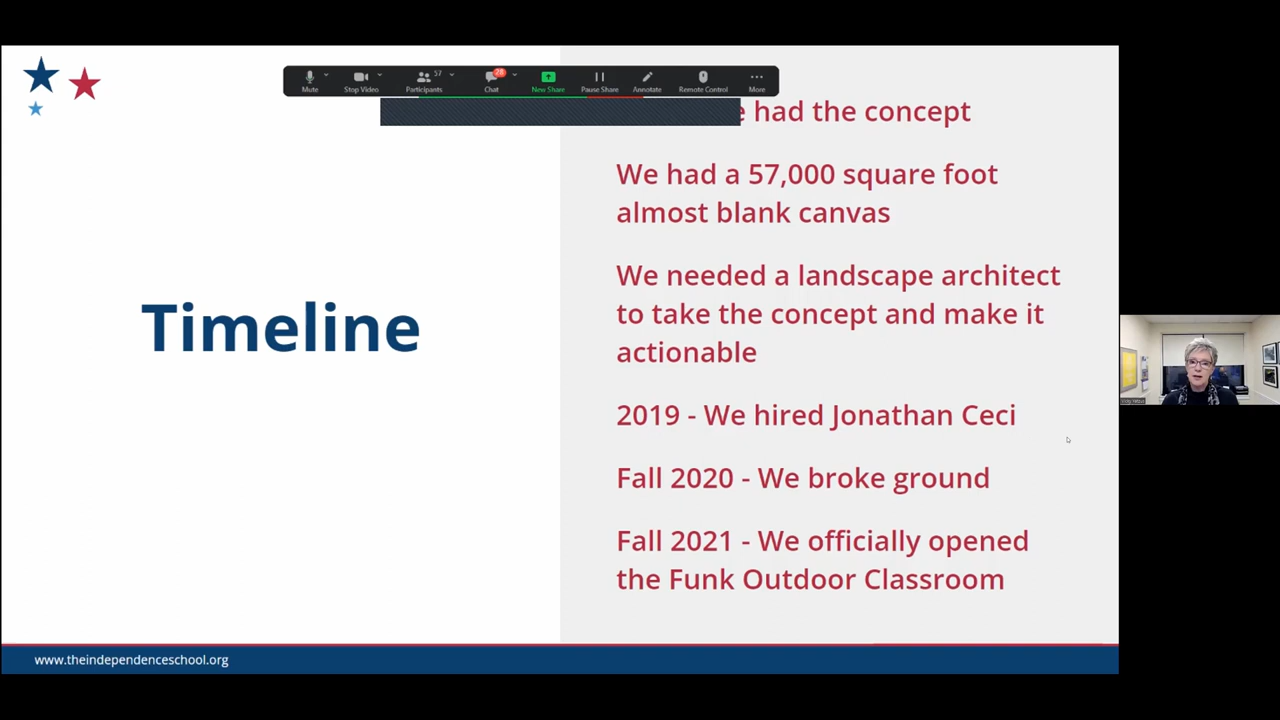 57
28
Mute
Stop Video
Participants
Chat
New Share
Pause Share
Annotate
Remote Control
More
had the concept
We had a 57,000 square foot
almost blank canvas
We needed a landscape architect
to take the concept and make it
actionable
Timeline
2019 - We hired Jonathan Ceci
Fall 2020 - We broke ground
Fall 2021 - We officially opened
the Funk Outdoor Classroom
www.theindependenceschool.org